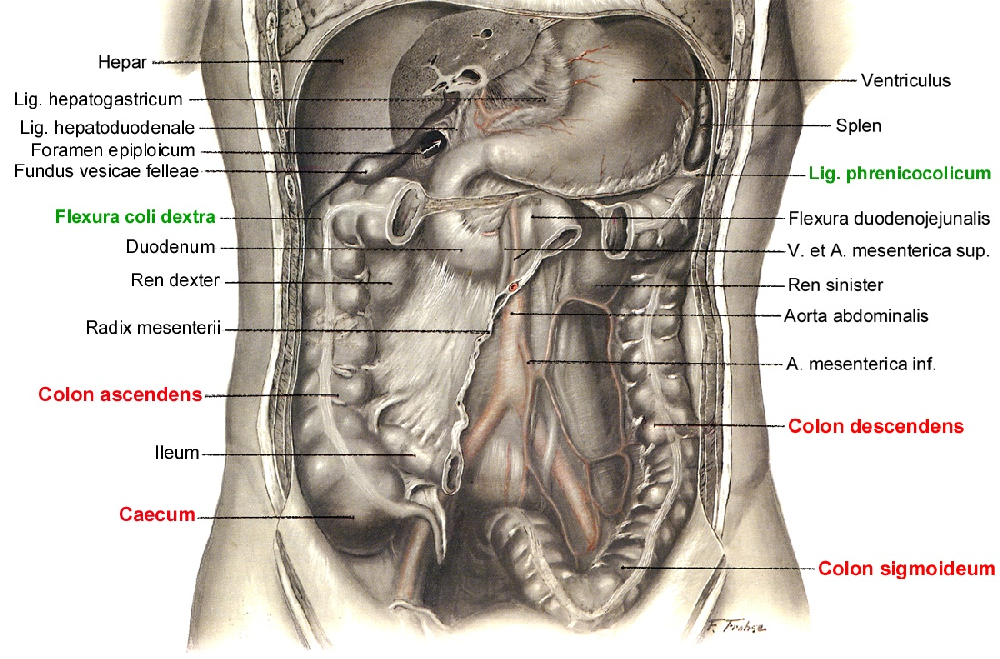 Hepar
Lig. hepatogastricum
Lig. hepatoduodenale
Foramen epiploicum
Fundus vesicae felleae
Flexura coli dextra
Duodenum
Ren dexter
Radix mesenterii
Colon ascendens
Ileum
Caecum
Ventriculus
Splen
Lig. phrenicocolicum
Flexura duodenojejunalis
V. et A. mesenterica sup.
Ren sinister
Aorta abdominalis
A. mesenterica inf.
Colon descendens
Colon sigmoideum
F. Frohse